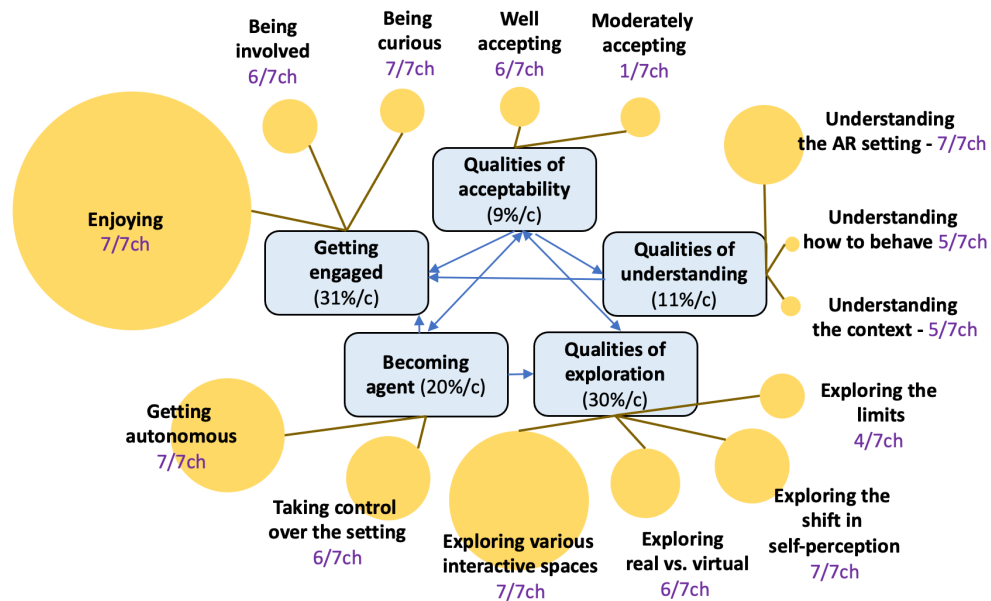 Being
involved
6/7ch
Being
curious
7/7ch
Well
accepting
6/7ch
Moderately
accepting
1/7ch
Understanding
the AR setting - 7/7ch
Qualities of
acceptability
(9%/c)
Enjoying
7/7ch
Getting
engaged
(31%/c)
Qualities of
understanding
(11%/c)
Understanding
how to behave 5/7ch
Understanding
the context - 5/7ch
Becoming
agent (20%/c)
Qualities of
exploration
(30%/c)
Getting
autonomous
7/7ch
Exploring the
limits
4/7ch
Taking control
over the setting
6/7ch
Exploring various
interactive spaces
7/7ch
Exploring
real vs. virtual
6/7ch
Exploring the
shift in
self-perception
7/7ch